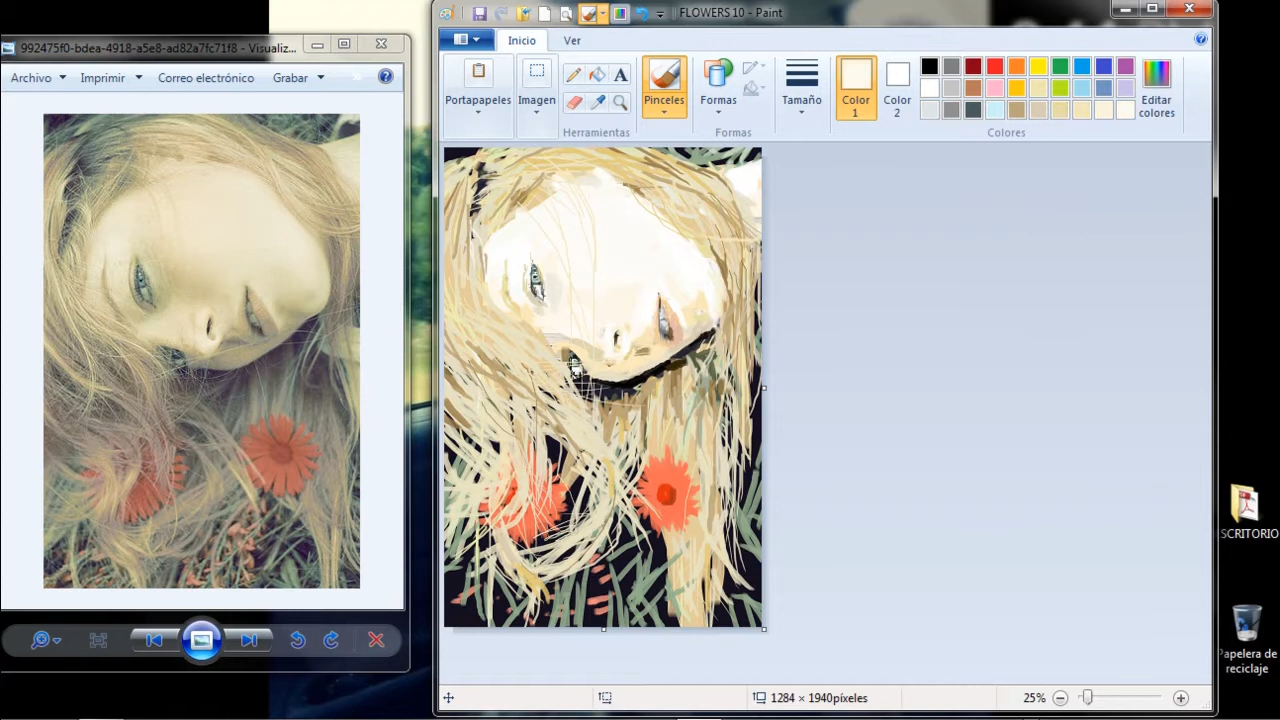 992475f0-bdea-4918-a5e8-ad82a7fc71f8 - Visualiz...
Archivo Imprimir Correo electrónico Grabar
FLOWERS 10 - Paint
Inicio Ver
Portapapeles
Imagen
Herramientas
Pinceles
Formas
Formas
Tamaño
Color 1
Color 2
Editar colores
Colores
1284 × 1940píxeles
25%
SCRITORIO
Papelera de
reciclaje